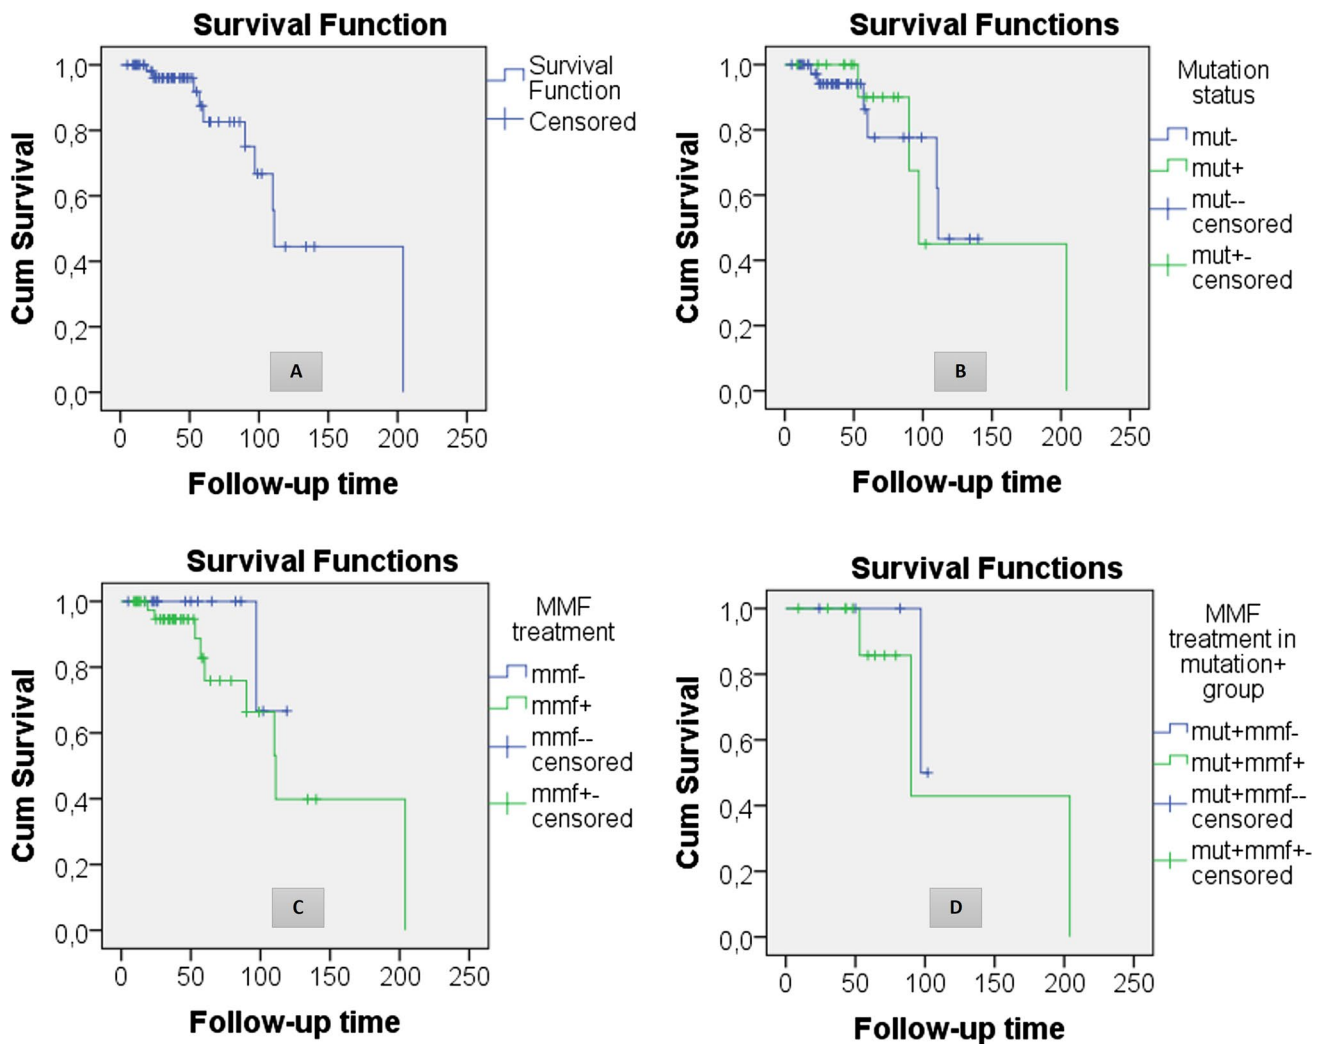 Survival Function
Cum Survival
1,0
0,8
0,6
0,4
0,2
0,0
0 50 100 150 200 250
Follow-up time
A
Survival
Function
Censored
Survival Functions
Cum Survival
1,0
0,8
0,6
0,4
0,2
0,0
0 50 100 150 200 250
Follow-up time
B
Mutation
status
mut-
mut+
mut--
censored
mut+-
censored
Survival Functions
Cum Survival
1,0
0,8
0,6
0,4
0,2
0,0
0 50 100 150 200 250
Follow-up time
C
MMF
treatment
mmf-
mmf+
mmf--
censored
mmf+-
censored
Survival Functions
Cum Survival
1,0
0,8
0,6
0,4
0,2
0,0
0 50 100 150 200 250
Follow-up time
D
MMF
treatment in
mutation+
group
mut+mmf-
mut+mmf+
mut+mmf--
censored
mut+mmf+-
censored